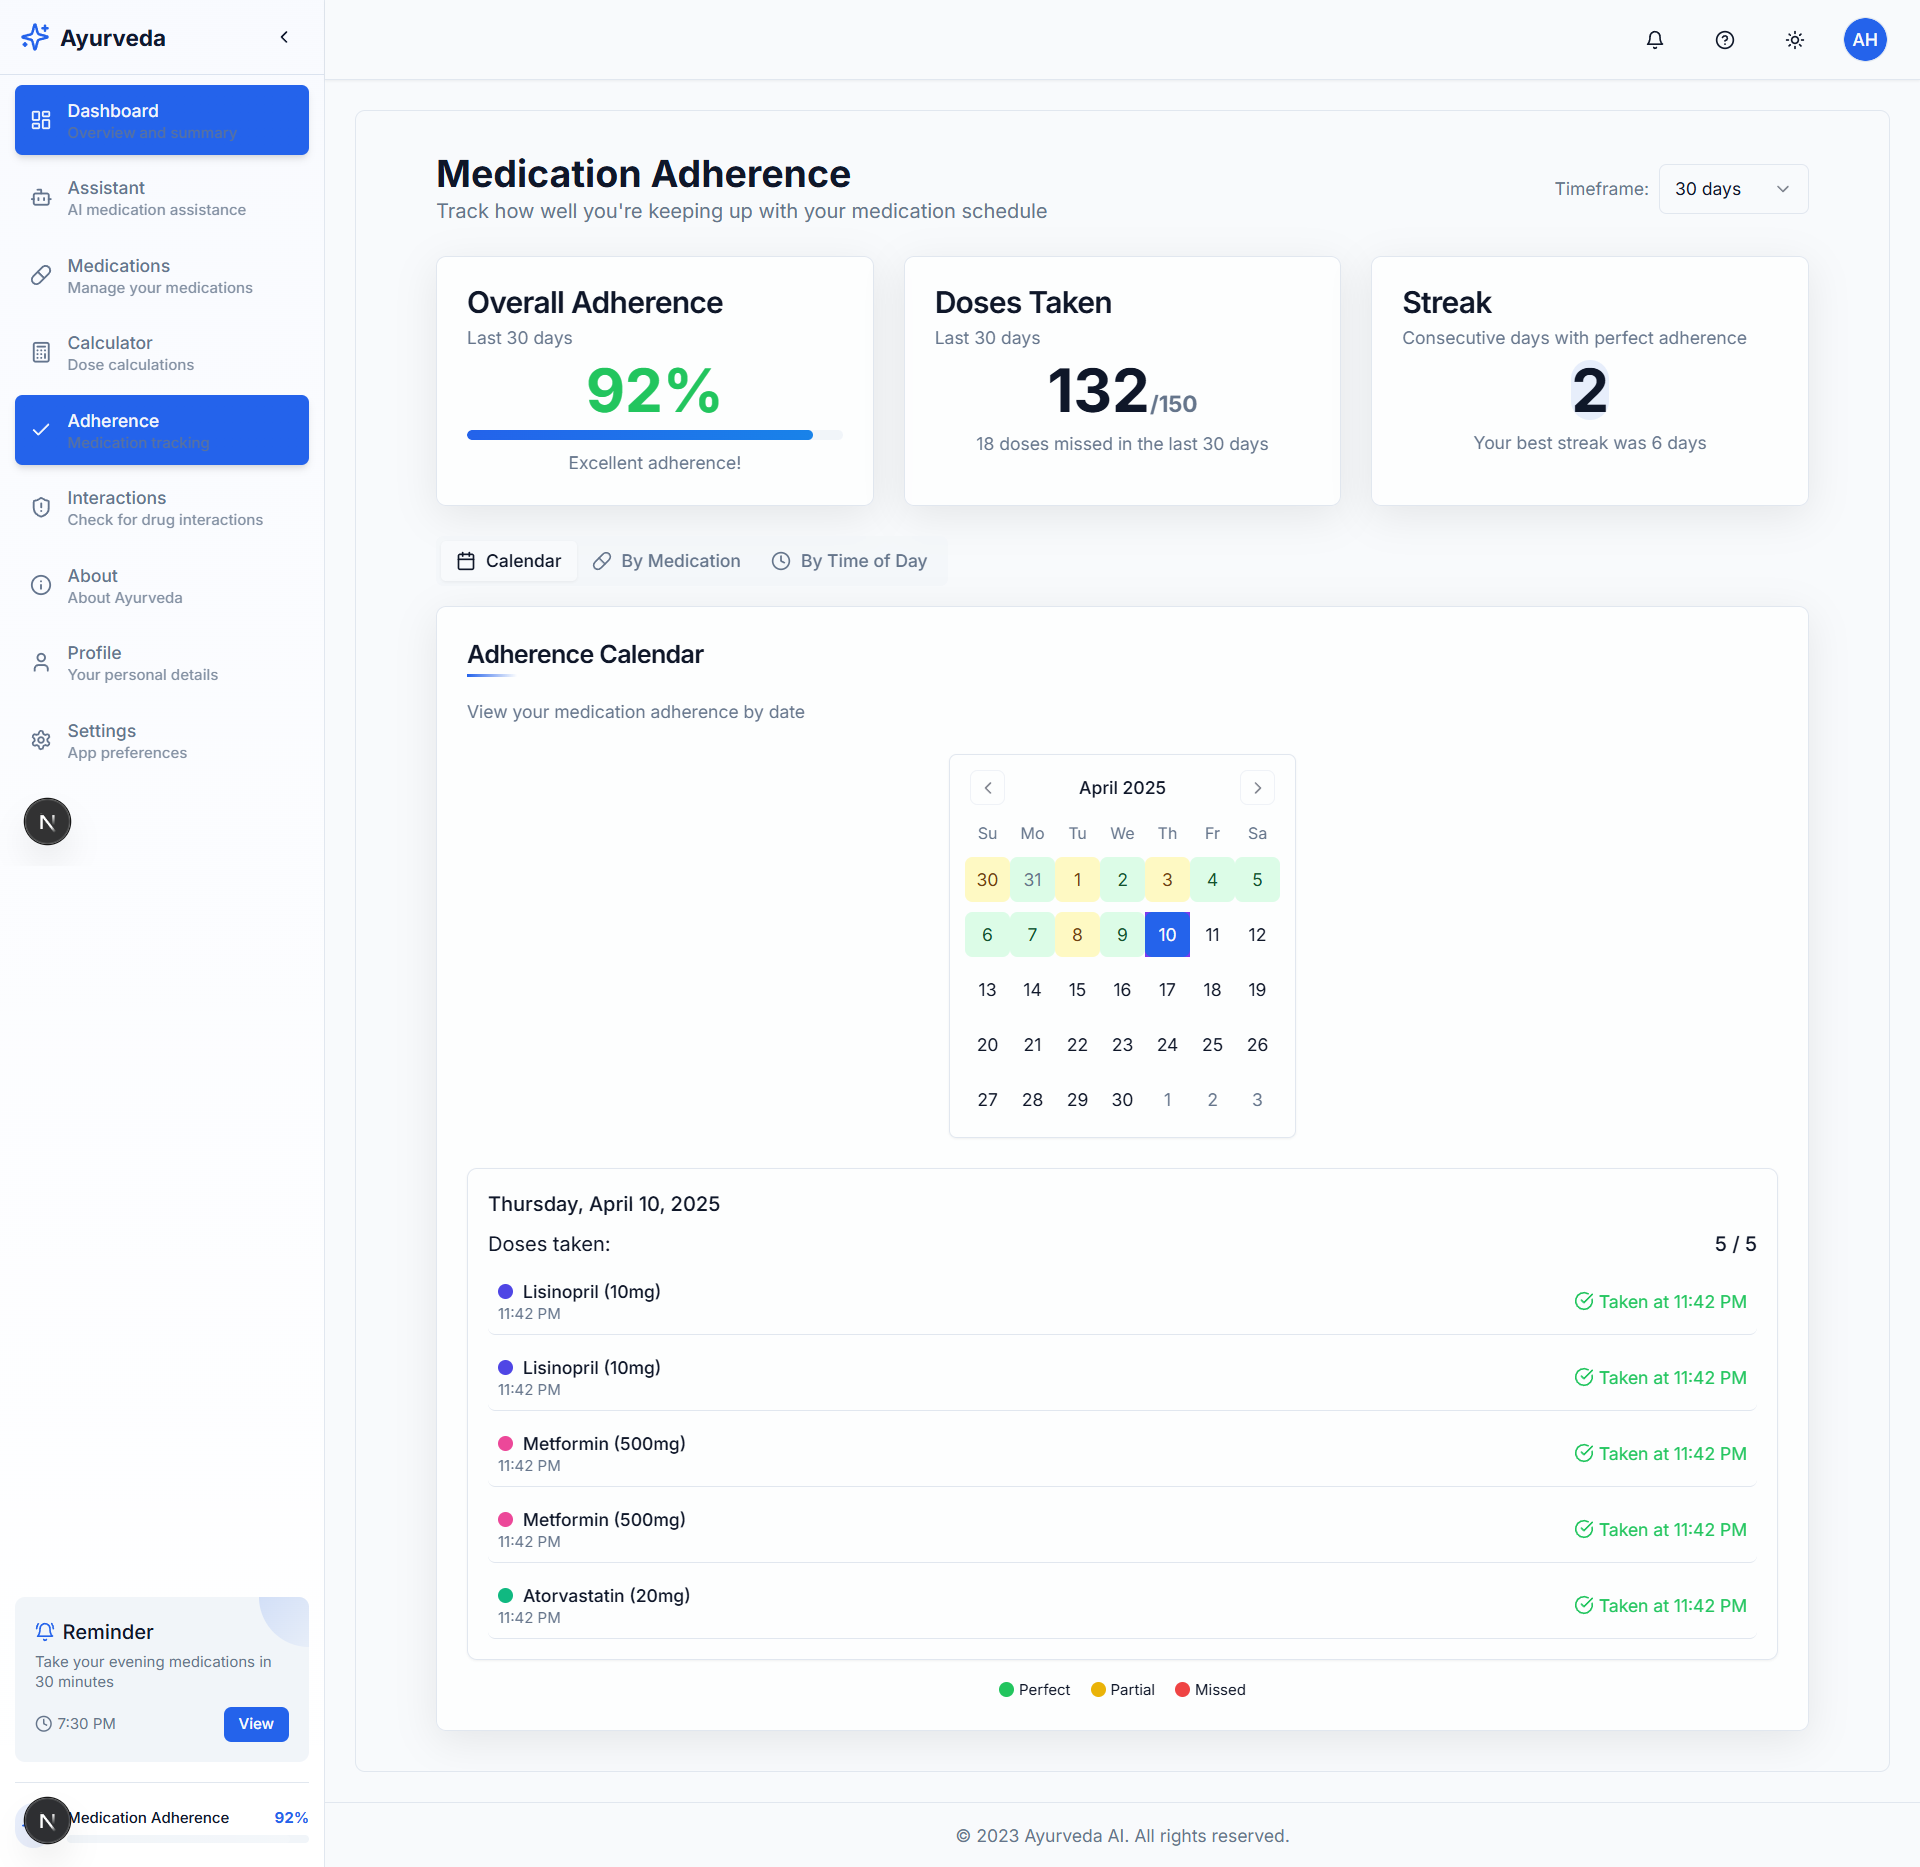 Ayurveda
AH
Dashboard
Overview and summary
Assistant
AI medication assistance
Medications
Manage your medications
Calculator
Dose calculations
Adherence
Medication tracking
Interactions
Check for drug interactions
About
About Ayurveda
Profile
Your personal details
Settings
App preferences
N
Reminder
Take your evening medications in
30 minutes
7:30 PM
View
N
Medication Adherence 92%
Medication Adherence
Track how well you're keeping up with your medication schedule
Timeframe: 30 days
Overall Adherence
Last 30 days
92%
Excellent adherence!
Doses Taken
Last 30 days
132/150
18 doses missed in the last 30 days
Streak
Consecutive days with perfect adherence
2
Your best streak was 6 days
Calendar By Medication By Time of Day
Adherence Calendar
View your medication adherence by date
April 2025
Su Mo Tu We Th Fr Sa
30 31 1 2 3 4 5
6 7 8 9 10 11 12
13 14 15 16 17 18 19
20 21 22 23 24 25 26
27 28 29 30 1 2 3
Thursday, April 10, 2025
Doses taken: 5 / 5
Lisinopril (10mg)
11:42 PM
Taken at 11:42 PM
Lisinopril (10mg)
11:42 PM
Taken at 11:42 PM
Metformin (500mg)
11:42 PM
Taken at 11:42 PM
Metformin (500mg)
11:42 PM
Taken at 11:42 PM
Atorvastatin (20mg)
11:42 PM
Taken at 11:42 PM
Perfect Partial Missed
© 2023 Ayurveda AI. All rights reserved.